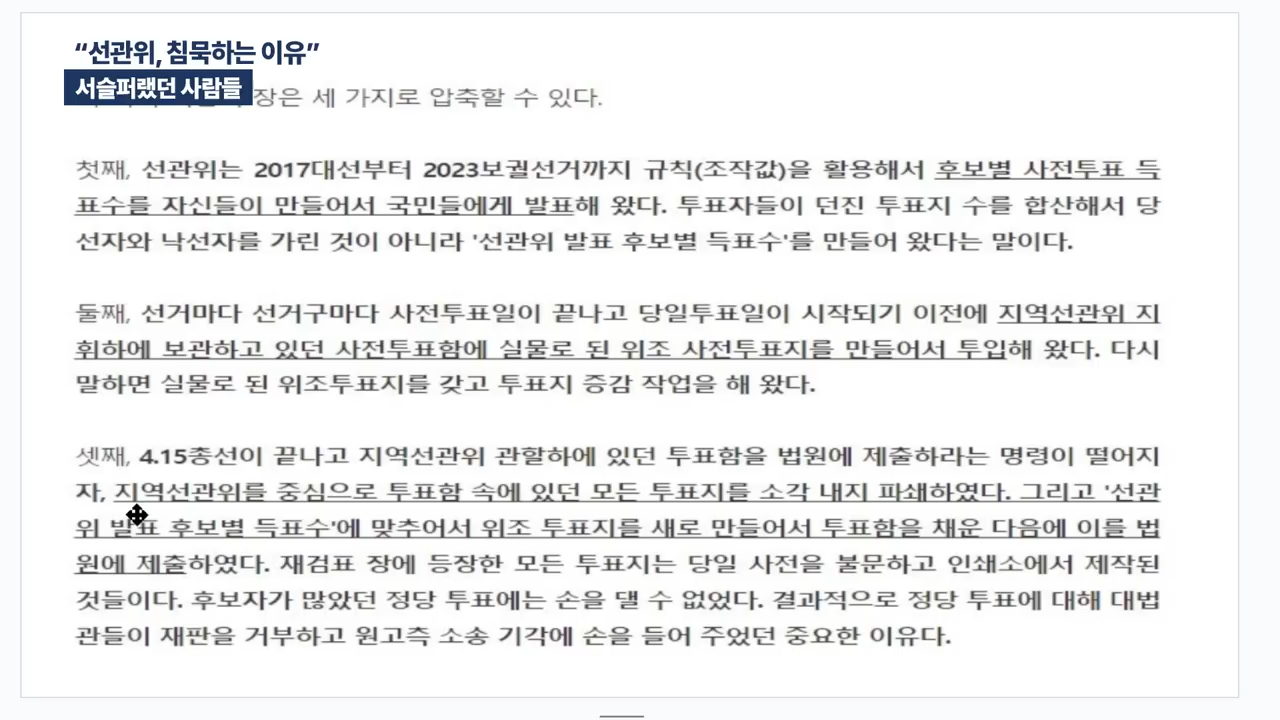 “선관위, 침묵하는 이유”
서슬퍼랬던 사람들
장은 세 가지로 압축할 수 있다.
첫째, 선관위는 2017대선부터 2023보궐선거까지 규칙(조작값)을 활용해서 후보별 사전투표 득
표수를 자신들이 만들어서 국민들에게 발표해 왔다. 투표자들이 던진 투표지 수를 합산해서 당
선자와 낙선자를 가린 것이 아니라 '선관위 발표 후보별 득표수'를 만들어 왔다는 말이다.
둘째, 선거마다 선거구마다 사전투표일이 끝나고 당일투표일이 시작되기 이전에 지역선관위 지
휘하에 보관하고 있던 사전투표함에 실물로 된 위조 사전투표지를 만들어서 투입해 왔다. 다시
말하면 실물로 된 위조투표지를 갖고 투표지 증감 작업을 해 왔다.
셋째, 4.15총선이 끝나고 지역선관위 관할하에 있던 투표함을 법원에 제출하라는 명령이 떨어지
자, 지역선관위를 중심으로 투표함 속에 있던 모든 투표지를 소각 내지 파쇄하였다. 그리고 '선관
위 발표 후보별 득표수'에 맞추어서 위조 투표지를 새로 만들어서 투표함을 채운 다음에 이를 법
원에 제출하였다. 재검표 장에 등장한 모든 투표지는 당일 사전을 불문하고 인쇄소에서 제작된
것들이다. 후보자가 많았던 정당 투표에는 손을 댈 수 없었다. 결과적으로 정당 투표에 대해 대법
관들이 재판을 거부하고 원고측 소송 기각에 손을 들어 주었던 중요한 이유다.